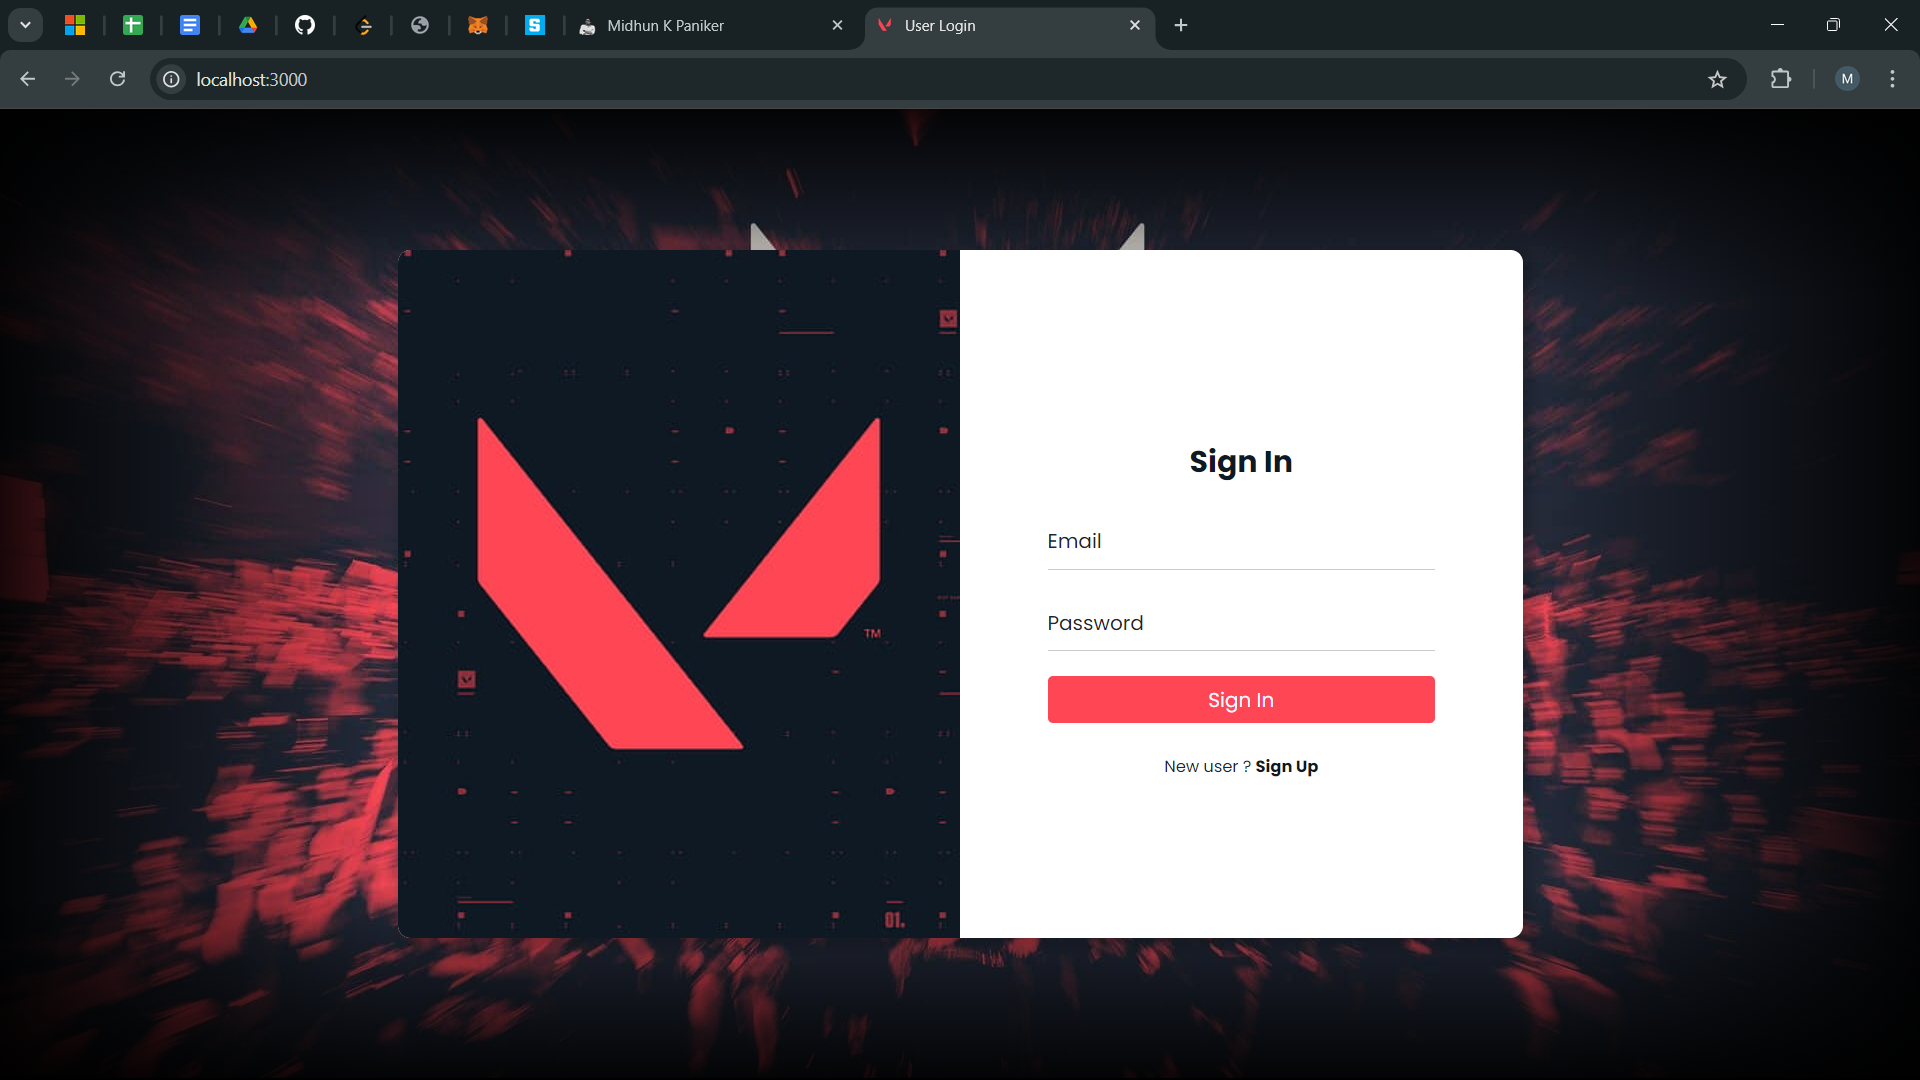 Midhun K Paniker
User Login
localhost:3000
M
S
Sign In
Email
Password
TM
Sign In
New user ? Sign Up
01.